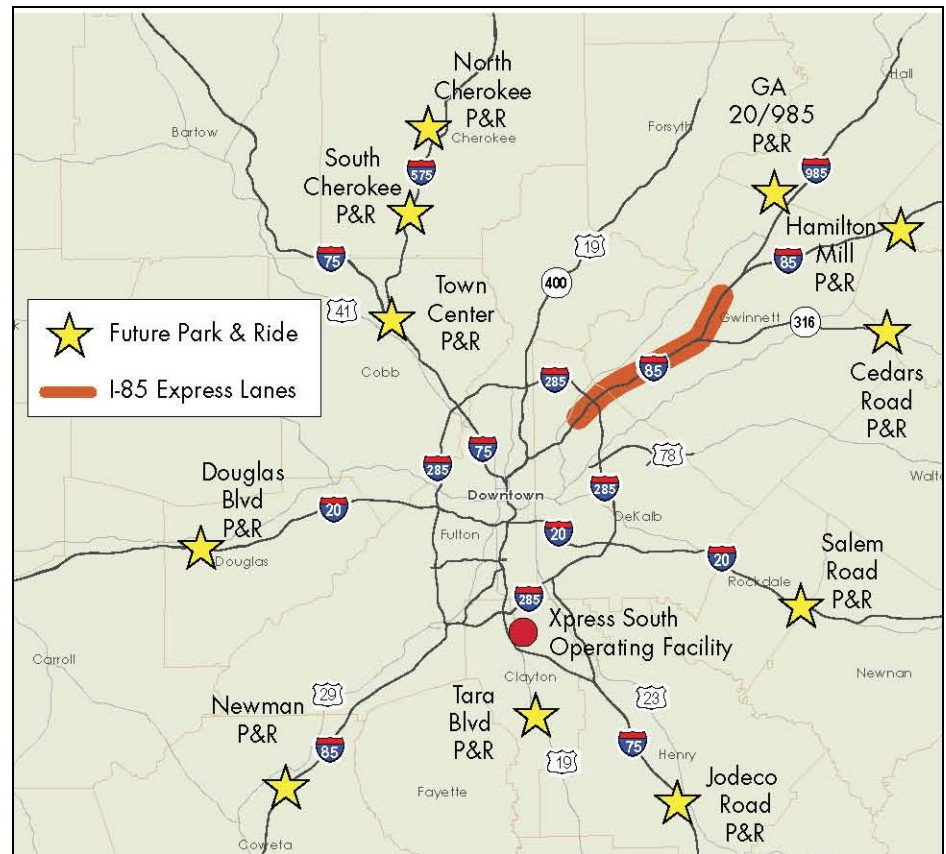 North
Cherokee
P&R
Cherokee
GA
20/985
P&R
Hall
Forsyth
Bartow
South
Cherokee
P&R
575
985
Hamilton
Mill
P&R
85
19
75
400
41
Town
Center
P&R
Gwinnett
316
Future Park & Ride
I-85 Express Lanes
Cobb
285
85
Cedars
Road
P&R
75
78
285
285
Douglas
Blvd
P&R
Downtown
20
DeKalb
Fulton
20
20
Douglas
Rockdale
Salem
Road
P&R
285
Xpress South
Operating Facility
Carroll
Clayton
Newnan
29
23
Newman
P&R
Tara
Blvd
P&R
85
75
19
Henry
Fayette
Jodeco
Road
P&R
Coweta